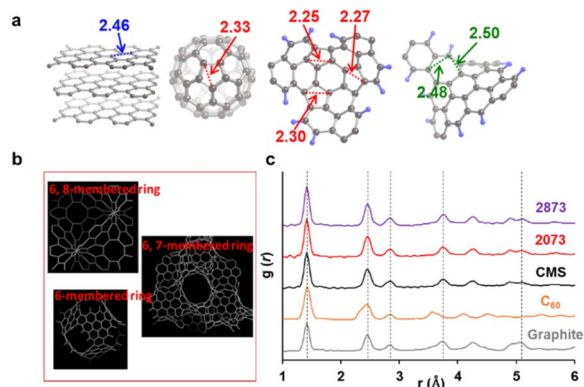 a
2.46
2.33
2.25
2.27
2.30
2.50
2.48
b
6, 8-membered ring
6, 7-membered ring
6-membered ring
c
g (r)
2873
2073
CMS
C60
Graphite
1 2 3 4 5 6
r (Å)